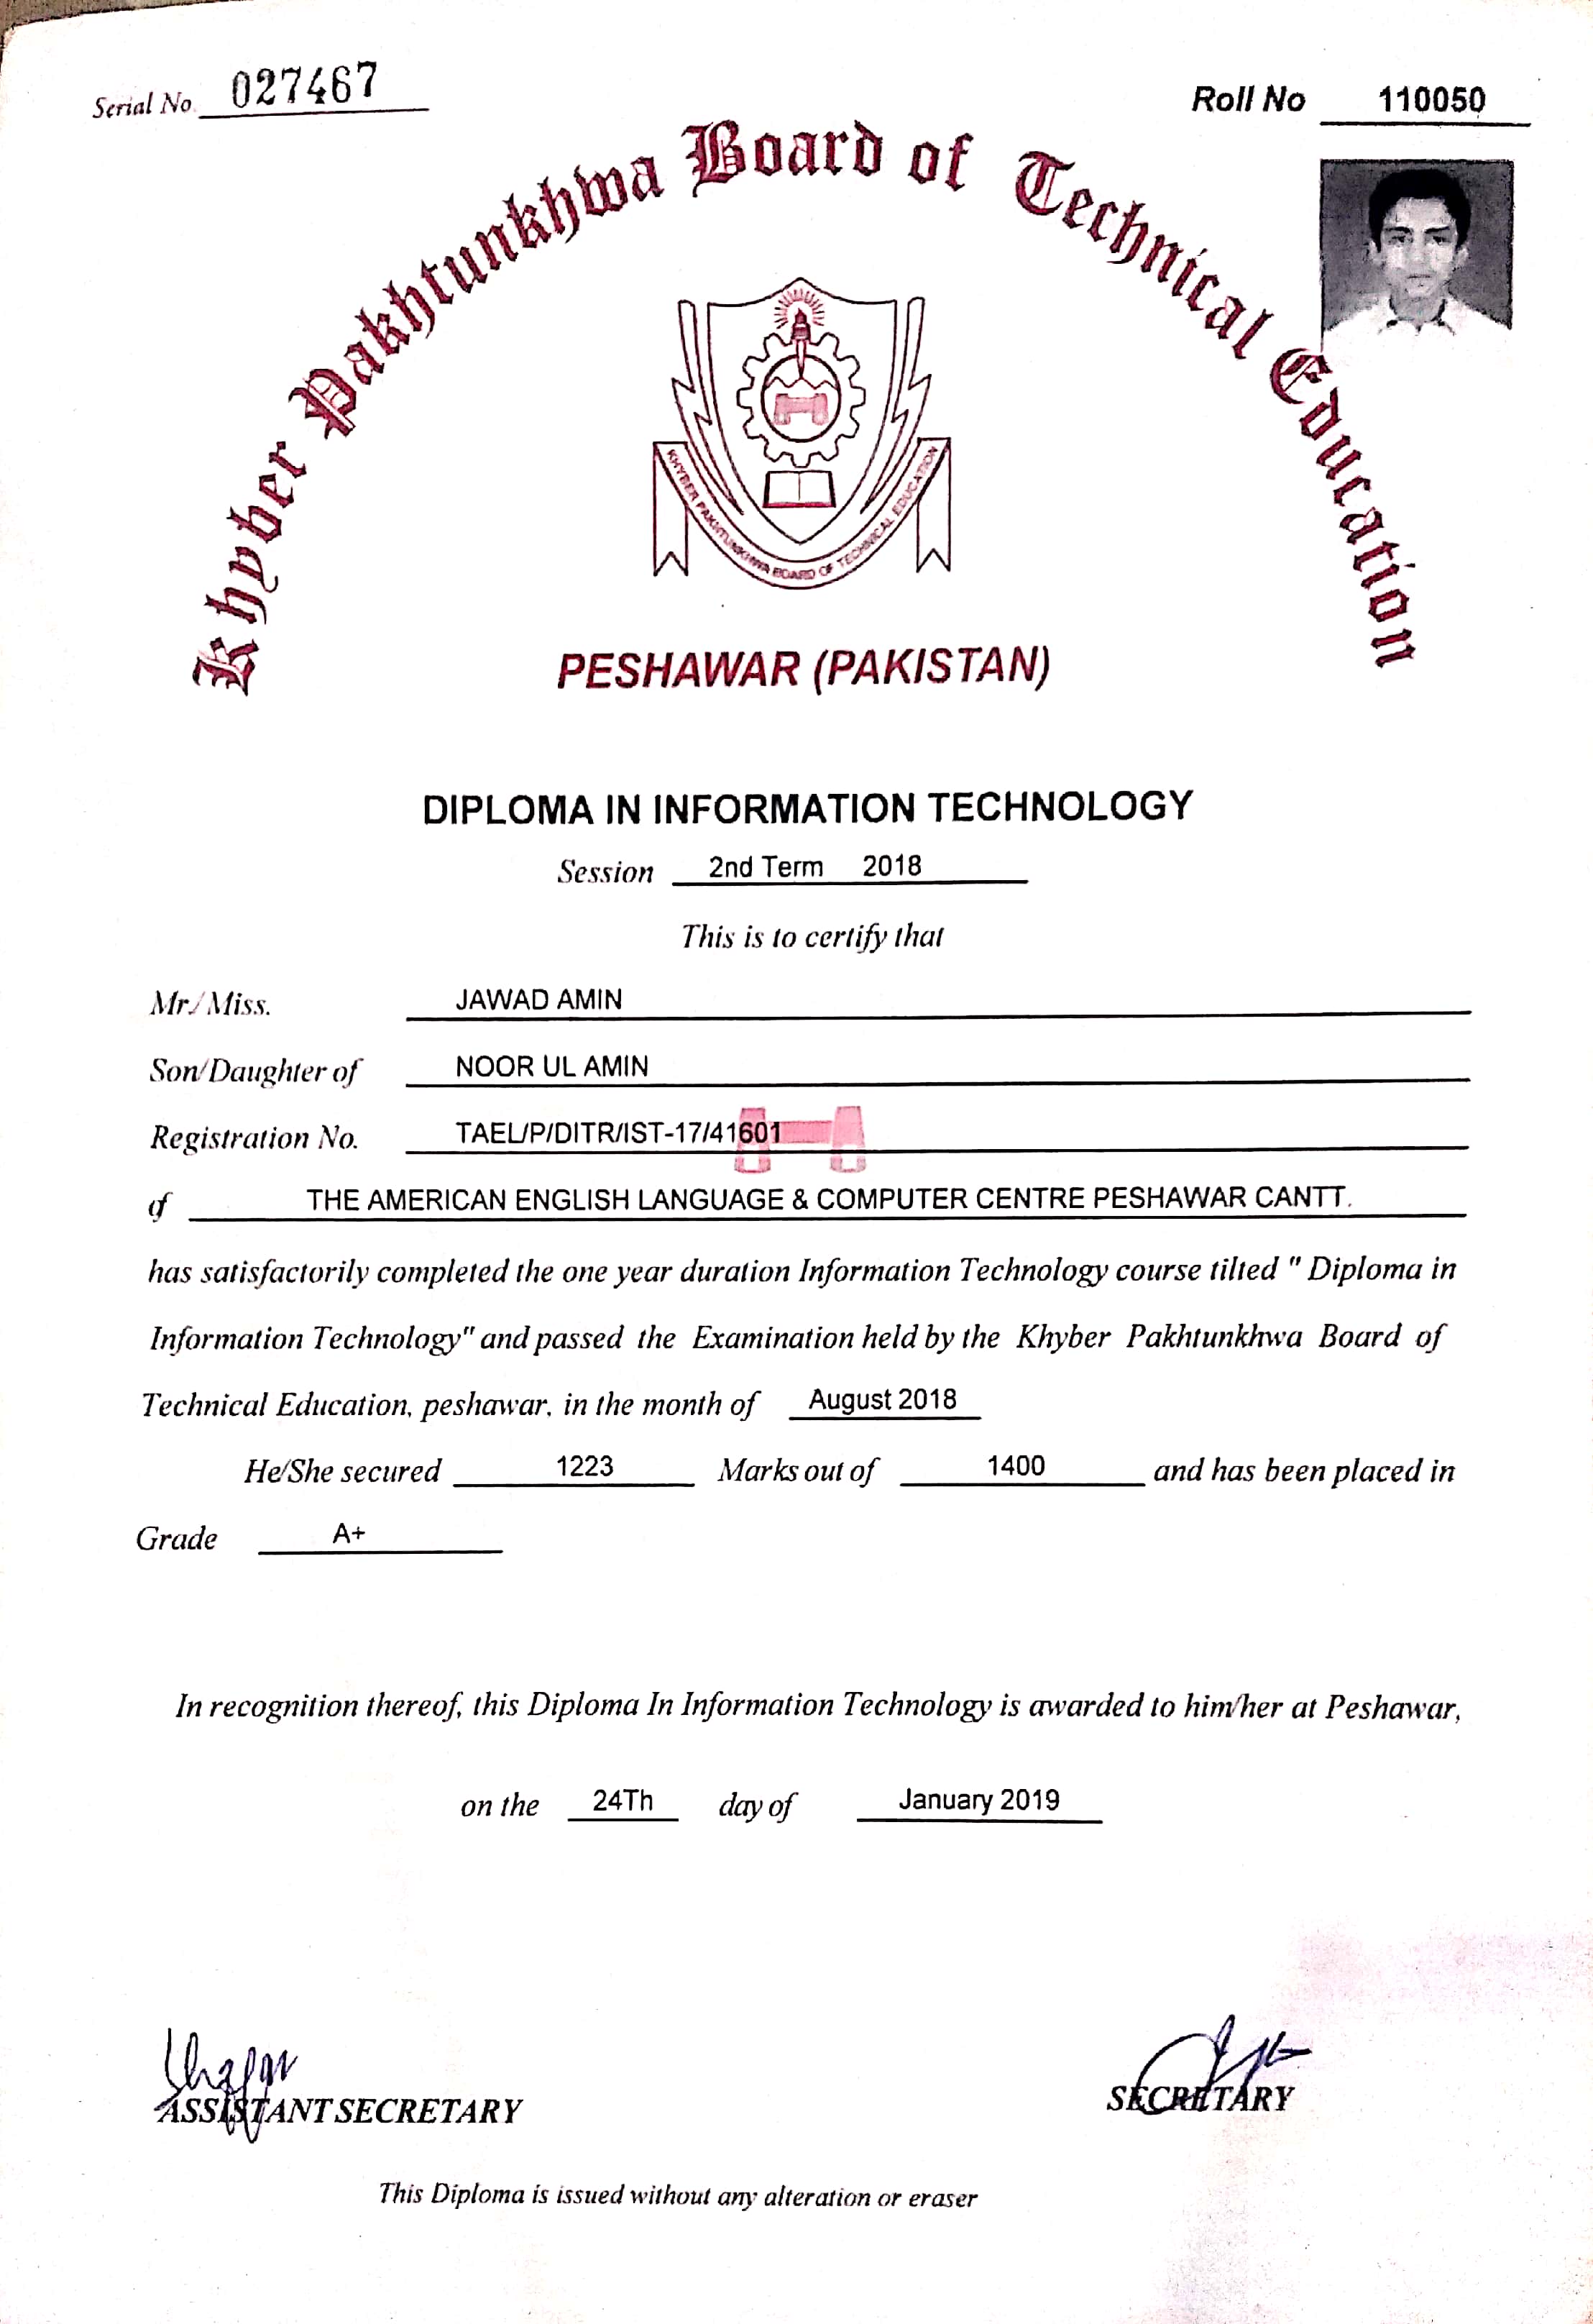 Serial No 027467
Roll No 110050
Khyber Pakhtunkhwa Board of Technical Education
KHYBER PAKHTUNKHWA BOARD OF TECHNICAL EDUCATION
PESHAWAR (PAKISTAN)
DIPLOMA IN INFORMATION TECHNOLOGY
Session 2nd Term 2018
This is to certify that
Mr./Miss. JAWAD AMIN
Son/Daughter of NOOR UL AMIN
Registration No. TAEL/P/DITR/IST-17/41601
of THE AMERICAN ENGLISH LANGUAGE & COMPUTER CENTRE PESHAWAR CANTT.
has satisfactorily completed the one year duration Information Technology course tilted " Diploma in
Information Technology" and passed the Examination held by the Khyber Pakhtunkhwa Board of
Technical Education, peshawar, in the month of August 2018
He/She secured 1223 Marks out of 1400 and has been placed in
Grade A+
In recognition thereof, this Diploma In Information Technology is awarded to him/her at Peshawar,
on the 24Th day of January 2019
ASSISTANT SECRETARY
SECRETARY
This Diploma is issued without any alteration or eraser